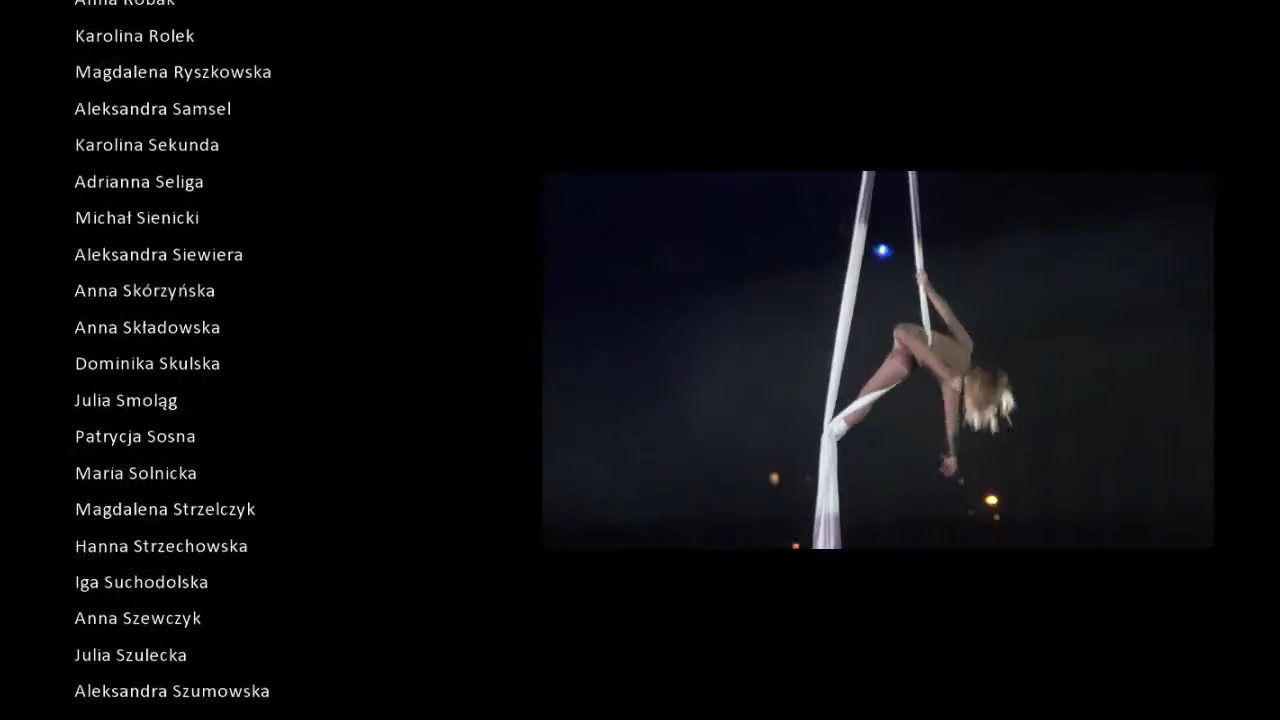 Anna Robak
Karolina Rolek
Magdalena Ryszkowska
Aleksandra Samsel
Karolina Sekunda
Adrianna Seliga
Michał Sienicki
Aleksandra Siewiera
Anna Skórzyńska
Anna Składowska
Dominika Skulska
Julia Smoląg
Patrycja Sosna
Maria Solnicka
Magdalena Strzelczyk
Hanna Strzechowska
Iga Suchodolska
Anna Szewczyk
Julia Szulecka
Aleksandra Szumowska